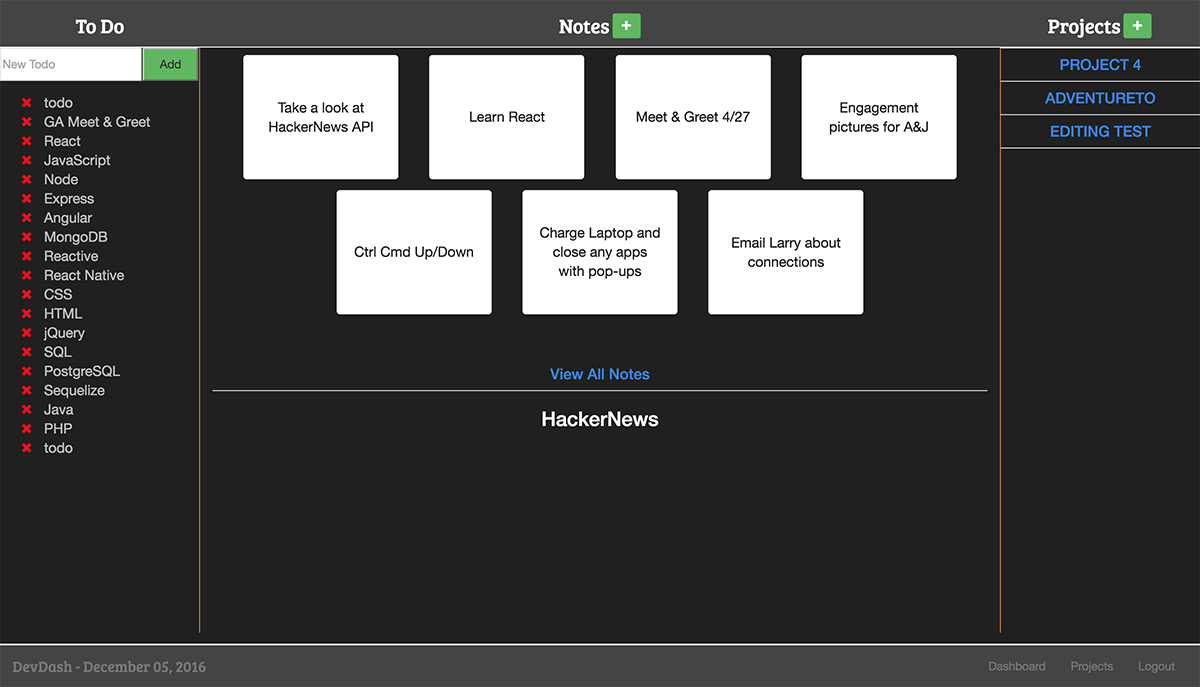 To Do
Notes +
Projects +
New Todo
Add
todo
GA Meet & Greet
React
JavaScript
Node
Express
Angular
MongoDB
Reactive
React Native
CSS
HTML
jQuery
SQL
PostgreSQL
Sequelize
Java
PHP
todo
Take a look at
HackerNews API
Learn React
Meet & Greet 4/27
Engagement
pictures for A&J
Ctrl Cmd Up/Down
Charge Laptop and
close any apps
with pop-ups
Email Larry about
connections
View All Notes
HackerNews
PROJECT 4
ADVENTURETO
EDITING TEST
DevDash - December 05, 2016
Dashboard
Projects
Logout